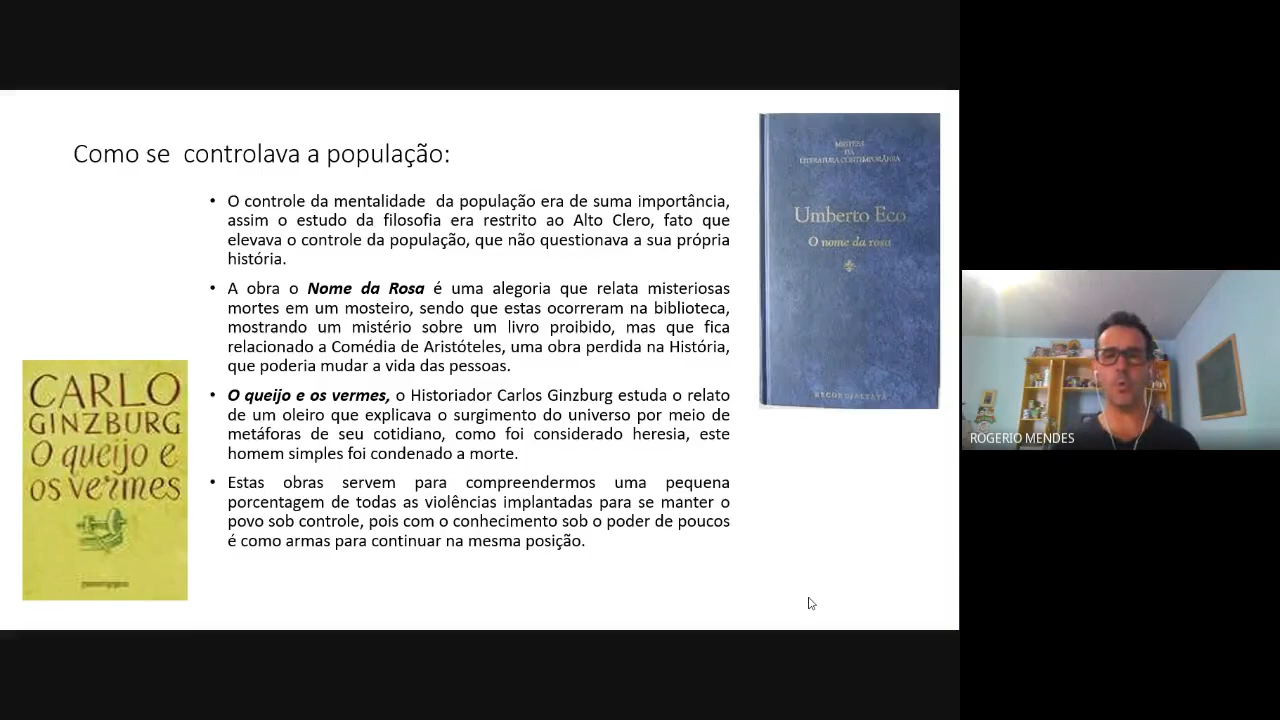 Como se  controlava a população:
• O controle da mentalidade  da população era de suma importância,
assim o estudo da filosofia era restrito ao Alto Clero, fato que
elevava o controle da população, que não questionava a sua própria
história.
• A obra o Nome da Rosa é uma alegoria que relata misteriosas
mortes em um mosteiro, sendo que estas ocorreram na biblioteca,
mostrando um mistério sobre um livro proibido, mas que fica
relacionado a Comédia de Aristóteles, uma obra perdida na História,
que poderia mudar a vida das pessoas.
• O queijo e os vermes, o Historiador Carlos Ginzburg estuda o relato
de um oleiro que explicava o surgimento do universo por meio de
metáforas de seu cotidiano, como foi considerado heresia, este
homem simples foi condenado a morte.
• Estas obras servem para compreendermos uma pequena
porcentagem de todas as violências implantadas para se manter o
povo sob controle, pois com o conhecimento sob o poder de poucos
é como armas para continuar na mesma posição.
CARLO
GINZBURG
O queijo e
os vermes
MESTRES
DA
LITERATURA CONTEMPORÂNEA
Umberto Eco
O nome da rosa
RECORD/ALTAYA
ROGERIO MENDES